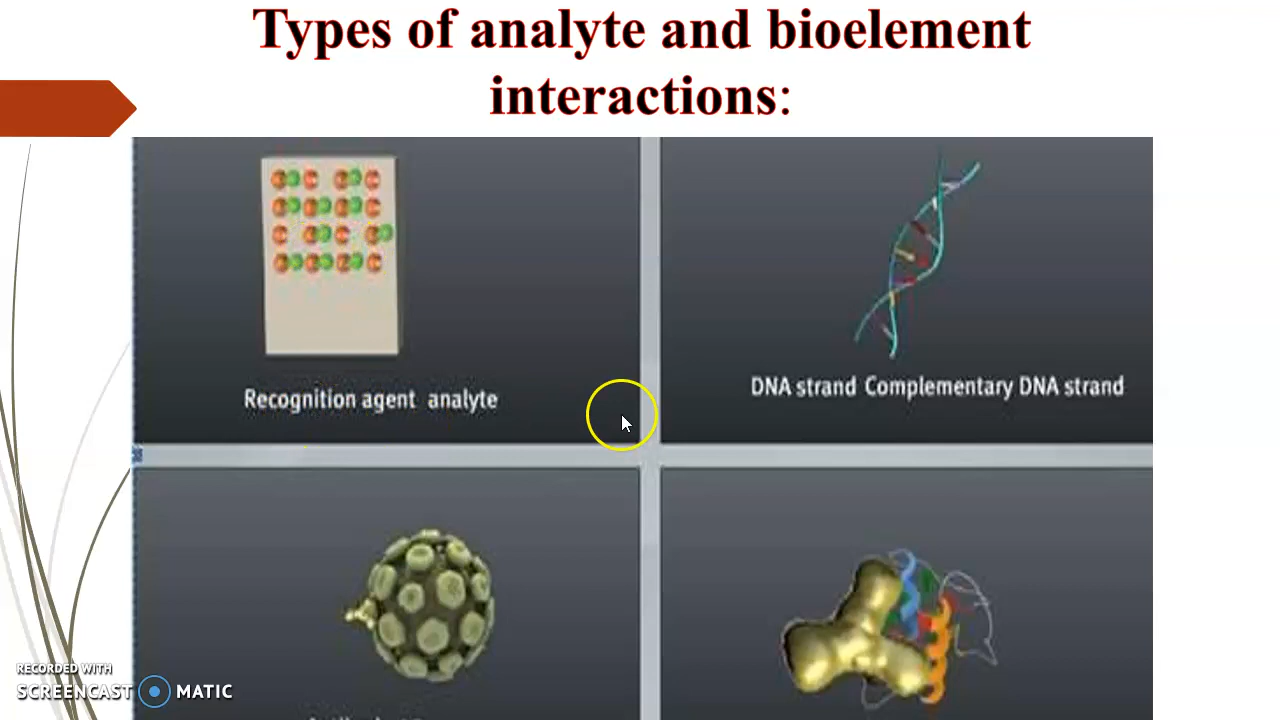 Types of analyte and bioelement
interactions:
Recognition agent analyte
DNA strand Complementary DNA strand
RECORDED WITH
SCREENCAST MATIC